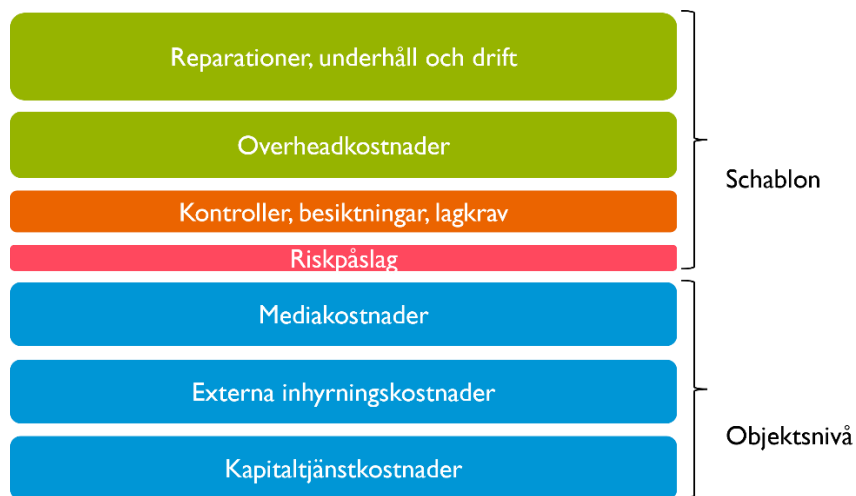 Reparationer, underhåll och drift
Overheadkostnader
Kontroller, besiktningar, lagkrav
Riskpåslag
Schablon
Mediakostnader
Externa inhyrningskostnader
Kapitaltjänstkostnader
Objektsnivå